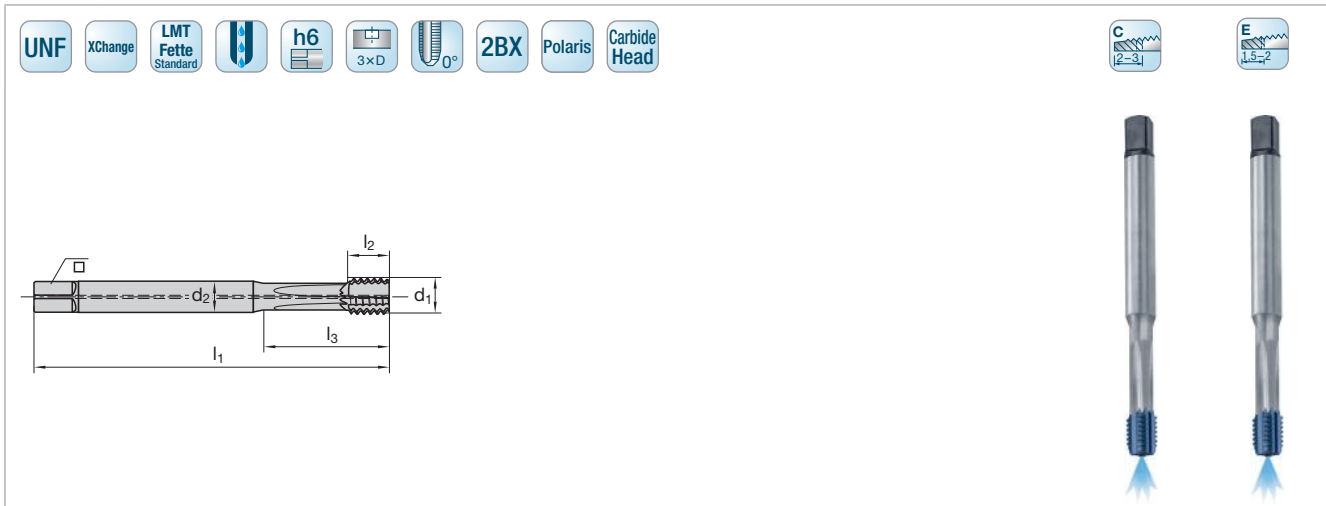 UNF
XChange
LMT
Fette
Standard
h6
3×D
0°
2BX
Polaris
Carbide
Head
C
2–3
E
1,5–2
l2
d2
d1
l3
l1